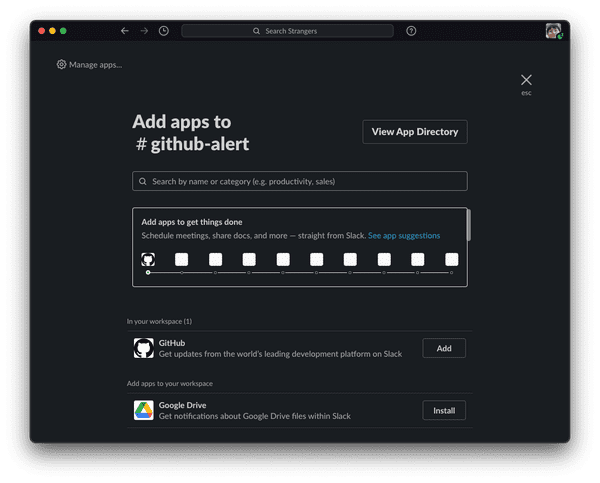 Search Strangers
Manage apps...
esc
Add apps to
# github-alert
View App Directory
Search by name or category (e.g. productivity, sales)
Add apps to get things done
Schedule meetings, share docs, and more — straight from Slack. See app suggestions
In your workspace (1)
GitHub
Get updates from the world's leading development platform on Slack
Add
Add apps to your workspace
Google Drive
Get notifications about Google Drive files within Slack
Install